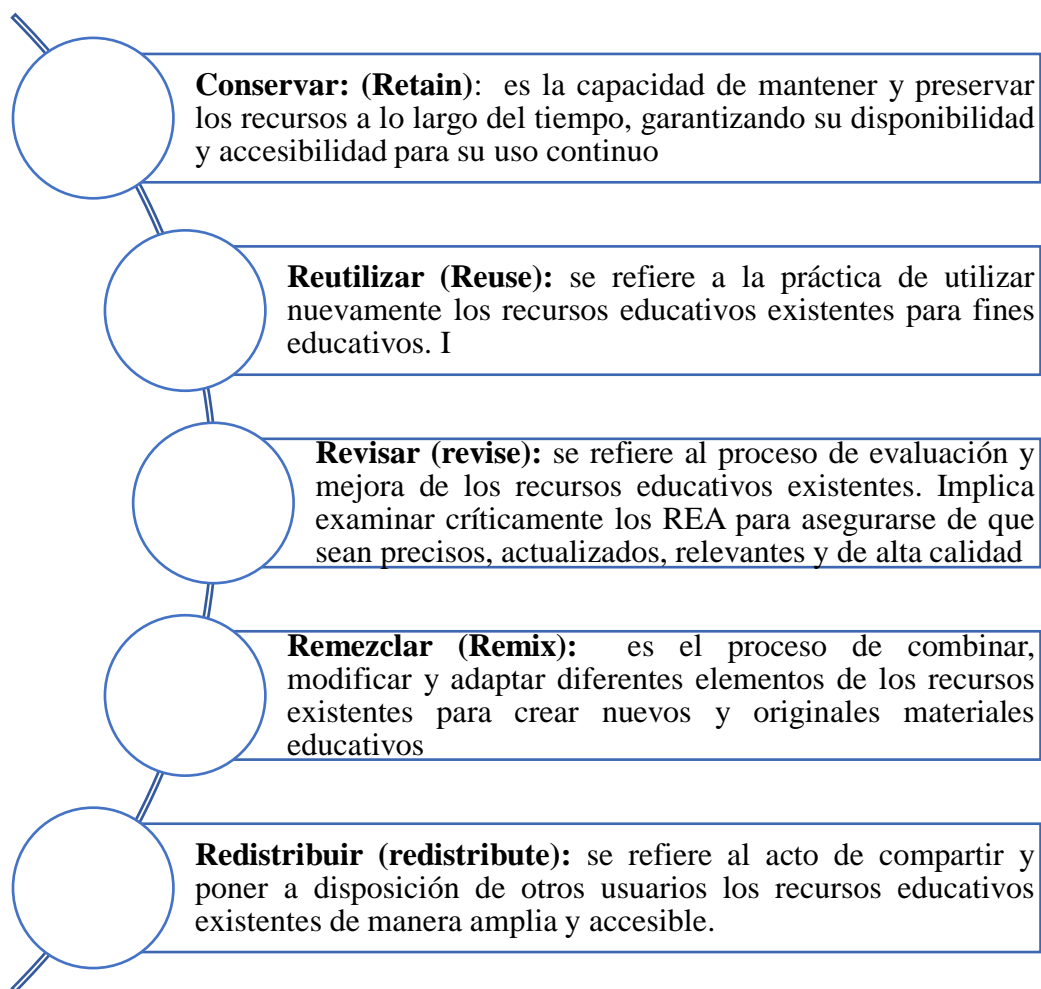 Conservar: (Retain): es la capacidad de mantener y preservar
los recursos a lo largo del tiempo, garantizando su disponibilidad
y accesibilidad para su uso continuo
Reutilizar (Reuse): se refiere a la práctica de utilizar
nuevamente los recursos educativos existentes para fines
educativos. I
Revisar (revise): se refiere al proceso de evaluación y
mejora de los recursos educativos existentes. Implica
examinar críticamente los REA para asegurarse de que
sean precisos, actualizados, relevantes y de alta calidad
Remezclar (Remix): es el proceso de combinar,
modificar y adaptar diferentes elementos de los recursos
existentes para crear nuevos y originales materiales
educativos
Redistribuir (redistribute): se refiere al acto de compartir y
poner a disposición de otros usuarios los recursos educativos
existentes de manera amplia y accesible.